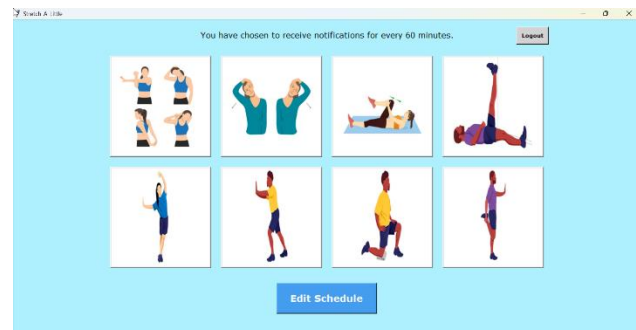 Stretch A Little
You have chosen to receive notifications for every 60 minutes.
Logout
Edit Schedule